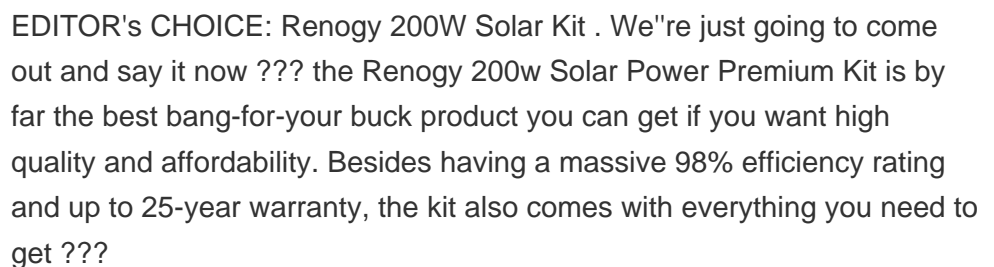 EDITOR's CHOICE: Renogy 200W Solar Kit . We"re just going to come
out and say it now ??? the Renogy 200w Solar Power Premium Kit is by
far the best bang-for-your buck product you can get if you want high
quality and affordability. Besides having a massive 98% efficiency rating
and up to 25-year warranty, the kit also comes with everything you need to
get ???